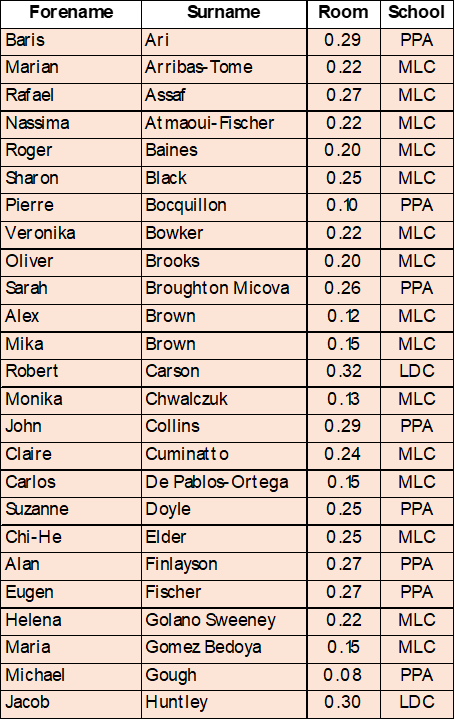 Forename Surname Room School
Baris Ari 0.29 PPA
Marian Arribas-Tome 0.22 MLC
Rafael Assaf 0.27 MLC
Nassima Atmaoui-Fischer 0.22 MLC
Roger Baines 0.20 MLC
Sharon Black 0.25 MLC
Pierre Bocquillon 0.10 PPA
Veronika Bowker 0.22 MLC
Oliver Brooks 0.20 MLC
Sarah Broughton Micova 0.26 PPA
Alex Brown 0.12 MLC
Mika Brown 0.15 MLC
Robert Carson 0.32 LDC
Monika Chwalczuk 0.13 MLC
John Collins 0.29 PPA
Claire Cuminatto 0.24 MLC
Carlos De Pablos-Ortega 0.15 MLC
Suzanne Doyle 0.25 PPA
Chi-He Elder 0.25 MLC
Alan Finlayson 0.27 PPA
Eugen Fischer 0.27 PPA
Helena Golano Sweeney 0.22 MLC
Maria Gomez Bedoya 0.15 MLC
Michael Gough 0.08 PPA
Jacob Huntley 0.30 LDC